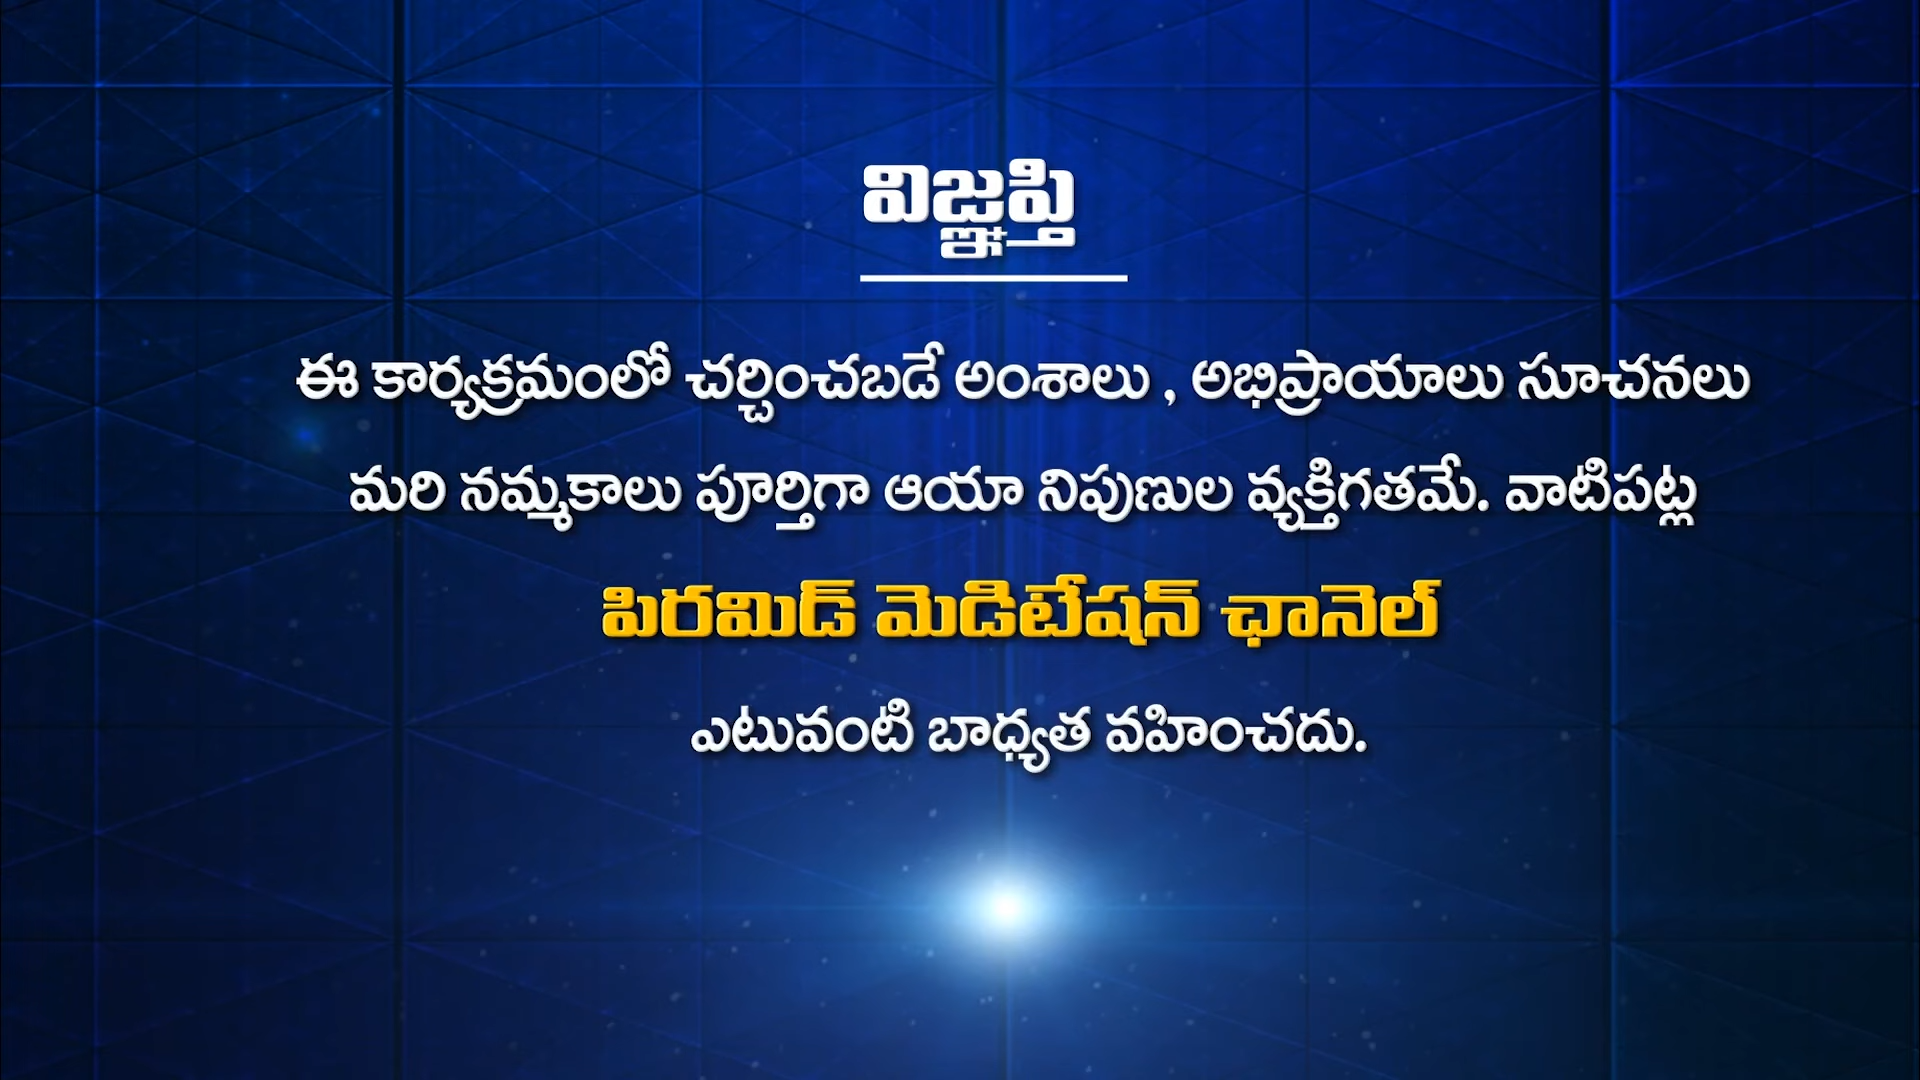 విజ్ఞప్తి
ఈ కార్యక్రమంలో చర్చించబడే అంశాలు , అభిప్రాయాలు సూచనలు
మరి నమ్మకాలు పూర్తిగా ఆయా నిపుణుల వ్యక్తిగతమే. వాటిపట్ల
పిరమిడ్ మెడిటేషన్ ఛానెల్
ఎటువంటి బాధ్యత వహించదు.